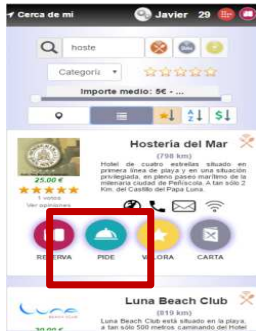 Cerca de mi Javier 29
hoste
Categoría
Importe medio: 5€ - ...
Hosteria del Mar
(798 km)
Hotel de cuatro estrellas situado en
primera línea de playa y en una situación
privilegiada, en pleno paseo marítimo de la
milenaria ciudad de Peñíscola. A tan sólo 2
Km. del Castillo del Papa Luna.
25.00 €
1 votos
Ver opiniones
RESERVA PIDE VALORA CARTA
Luna Beach Club
(819 km)
Luna Beach Club está situado en la playa,
a tan sólo 500 metros caminando del Hotel
30.00 €